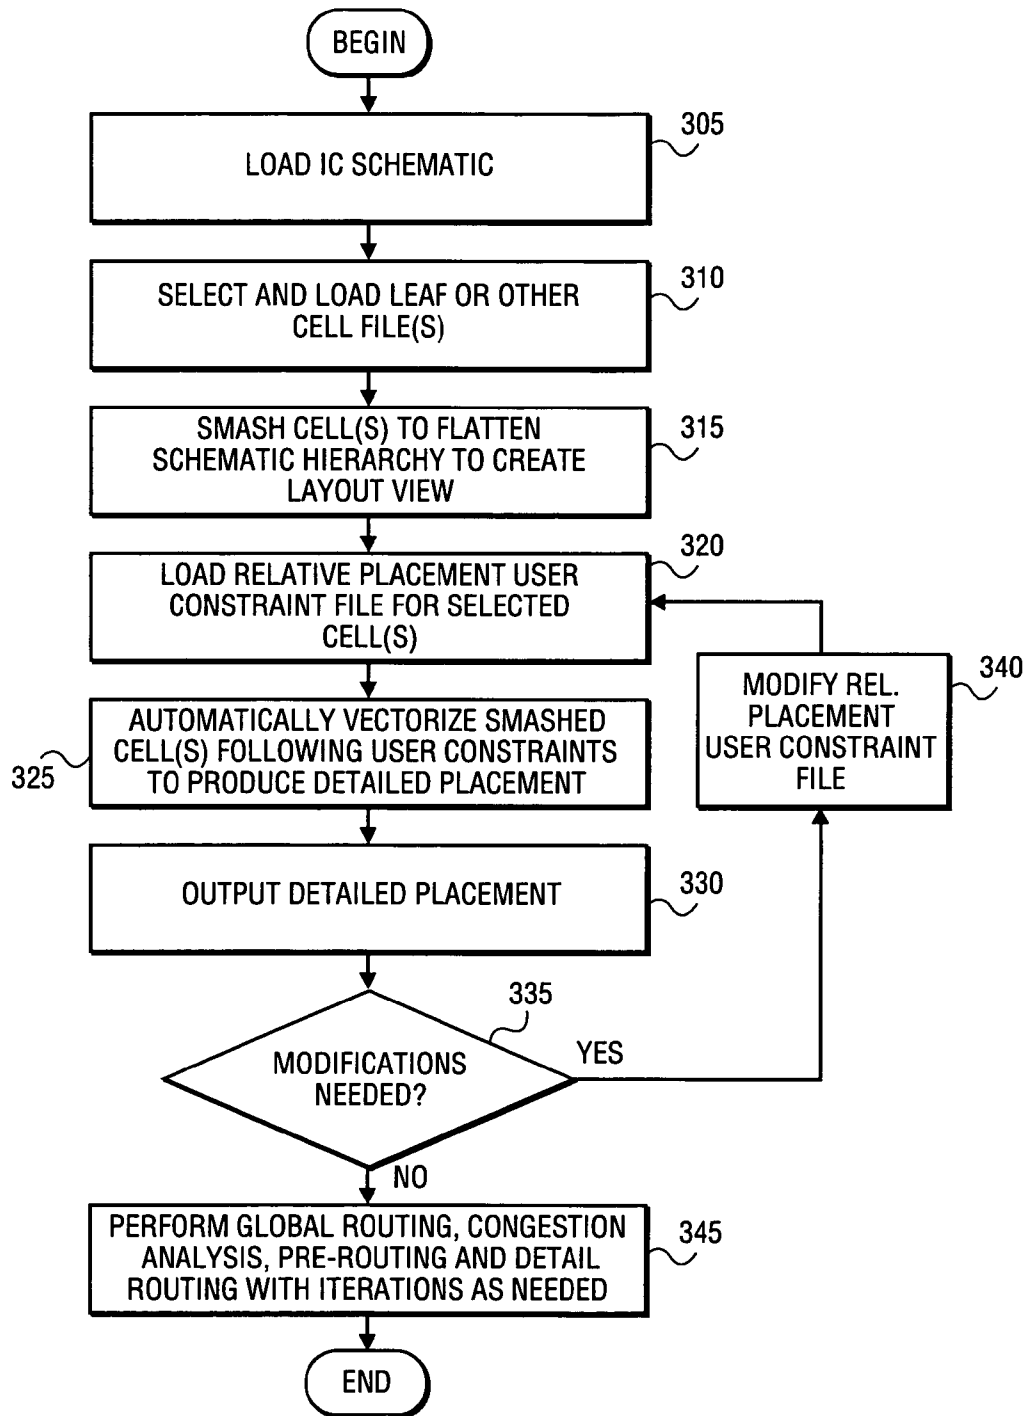 BEGIN
305
LOAD IC SCHEMATIC
310
SELECT AND LOAD LEAF OR OTHER
CELL FILE(S)
315
SMASH CELL(S) TO FLATTEN
SCHEMATIC HIERARCHY TO CREATE
LAYOUT VIEW
320
LOAD RELATIVE PLACEMENT USER
CONSTRAINT FILE FOR SELECTED
CELL(S)
340
MODIFY REL.
PLACEMENT
USER CONSTRAINT
FILE
325
AUTOMATICALLY VECTORIZE SMASHED
CELL(S) FOLLOWING USER CONSTRAINTS
TO PRODUCE DETAILED PLACEMENT
330
OUTPUT DETAILED PLACEMENT
335
MODIFICATIONS
NEEDED?
YES
NO
345
PERFORM GLOBAL ROUTING, CONGESTION
ANALYSIS, PRE-ROUTING AND DETAIL
ROUTING WITH ITERATIONS AS NEEDED
END